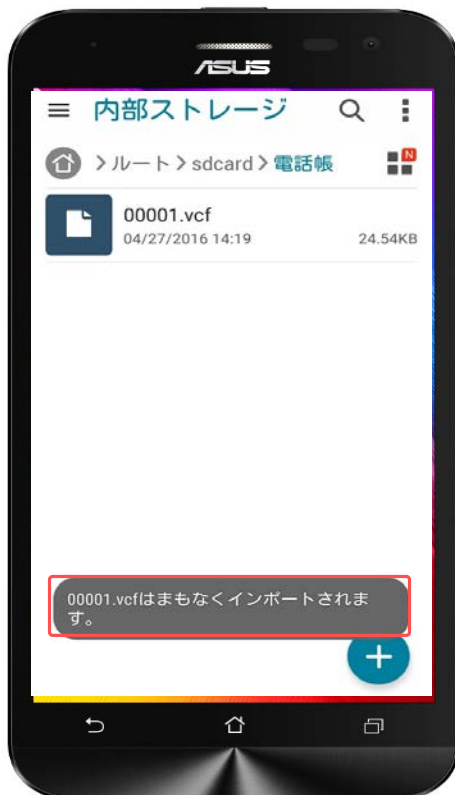 ASUS
内部ストレージ
>ルート>sdcard>電話帳
N
00001.vcf
04/27/2016 14:19 24.54KB
00001.vcfはまもなくインポートされま
す。